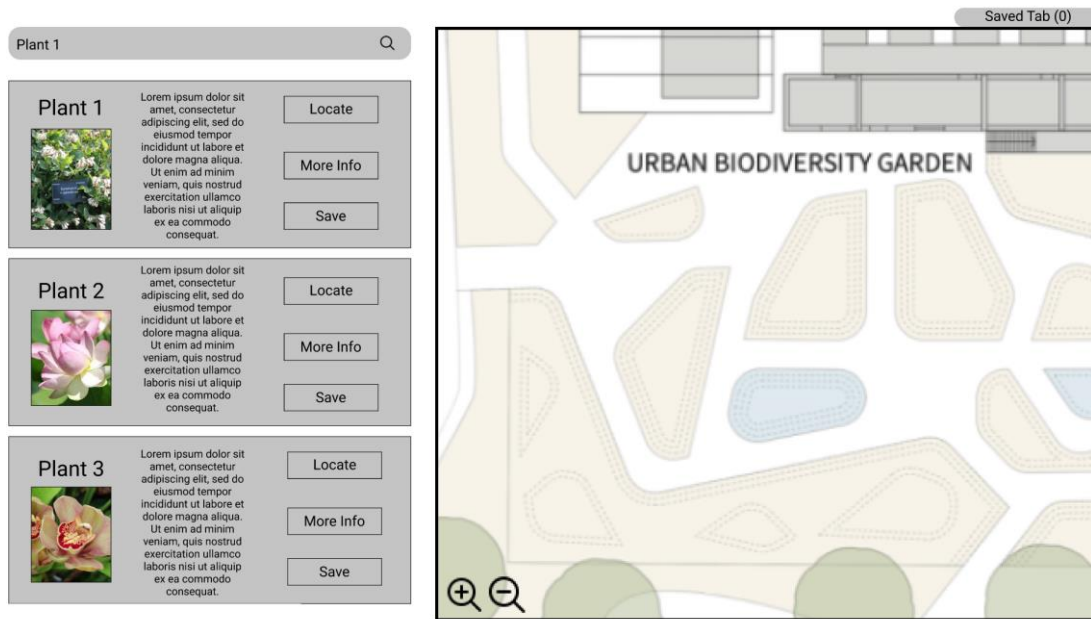 Saved Tab (0)
Plant 1
Plant 1
Lorem ipsum dolor sit
amet, consectetur
adipiscing elit, sed do
eiusmod tempor
incididunt ut labore et
dolore magna aliqua.
Ut enim ad minim
veniam, quis nostrud
exercitation ullamco
laboris nisi ut aliquip
ex ea commodo
consequat.
Locate
More Info
Save
Plant 2
Lorem ipsum dolor sit
amet, consectetur
adipiscing elit, sed do
eiusmod tempor
incididunt ut labore et
dolore magna aliqua.
Ut enim ad minim
veniam, quis nostrud
exercitation ullamco
laboris nisi ut aliquip
ex ea commodo
consequat.
Locate
More Info
Save
Plant 3
Lorem ipsum dolor sit
amet, consectetur
adipiscing elit, sed do
eiusmod tempor
incididunt ut labore et
dolore magna aliqua.
Ut enim ad minim
veniam, quis nostrud
exercitation ullamco
laboris nisi ut aliquip
ex ea commodo
consequat.
Locate
More Info
Save
URBAN BIODIVERSITY GARDEN